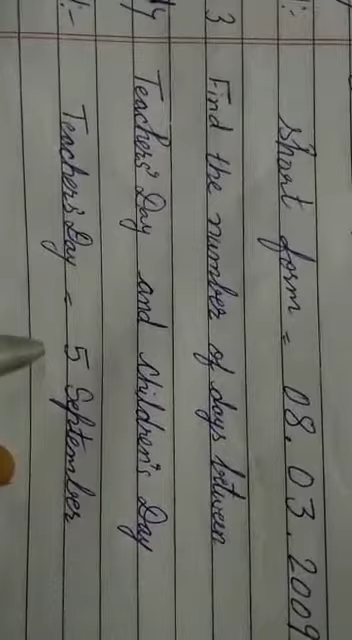 :-
Short form = 08.03.2009
3 Find the number of days between
Teachers' Day and Children's Day
:- Teachers' Day = 5 September